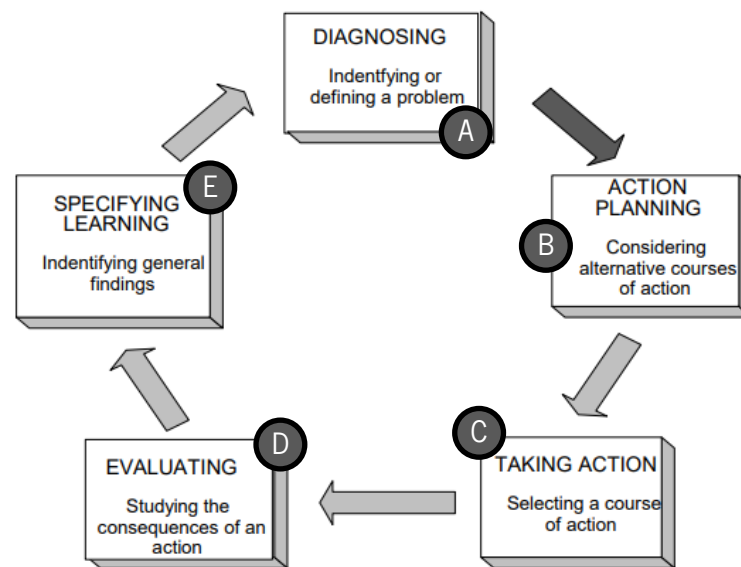 DIAGNOSING
Indentfying or
defining a problem
A
ACTION
PLANNING
B
Considering
alternative courses
of action
C
TAKING ACTION
Selecting a course
of action
D
EVALUATING
Studying the
consequences of an
action
E
SPECIFYING
LEARNING
Indentifying general
findings